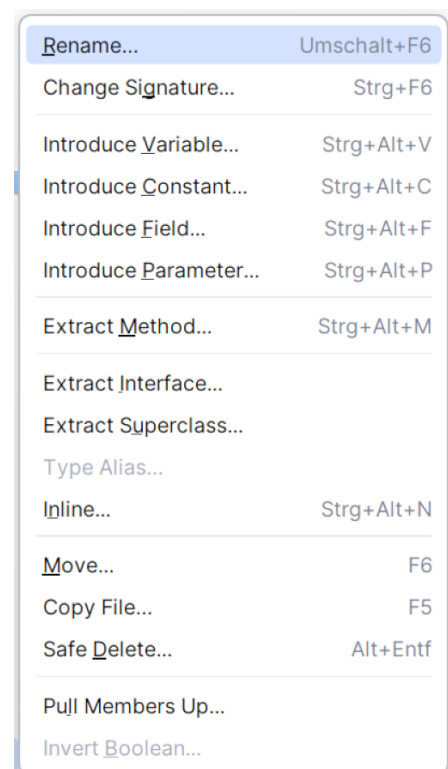 Rename... Umschalt+F6
Change Signature... Strg+F6
Introduce Variable... Strg+Alt+V
Introduce Constant... Strg+Alt+C
Introduce Field... Strg+Alt+F
Introduce Parameter... Strg+Alt+P
Extract Method... Strg+Alt+M
Extract Interface...
Extract Superclass...
Type Alias...
Inline... Strg+Alt+N
Move... F6
Copy File... F5
Safe Delete... Alt+Entf
Pull Members Up...
Invert Boolean...